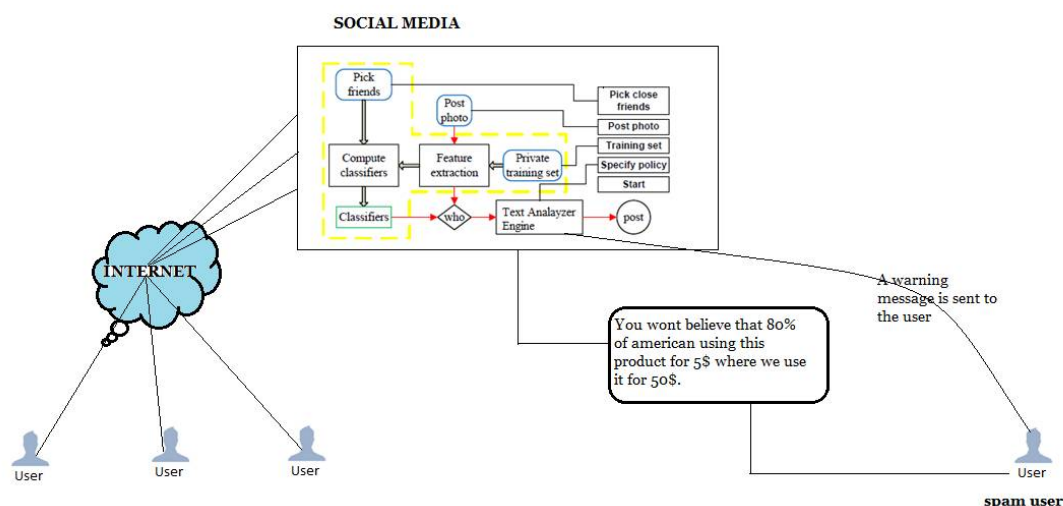 SOCIAL MEDIA
Pick
friends
Post
photo
Pick close
friends
Post photo
Training set
Specify policy
Start
Compute
classifiers
Feature
extraction
Private
training set
Classifiers
who
Text Analayzer
Engine
post
INTERNET
A warning
message is sent to
the user
You wont believe that 80%
of american using this
product for 5$ where we use
it for 50$.
User
User
User
User
spam user